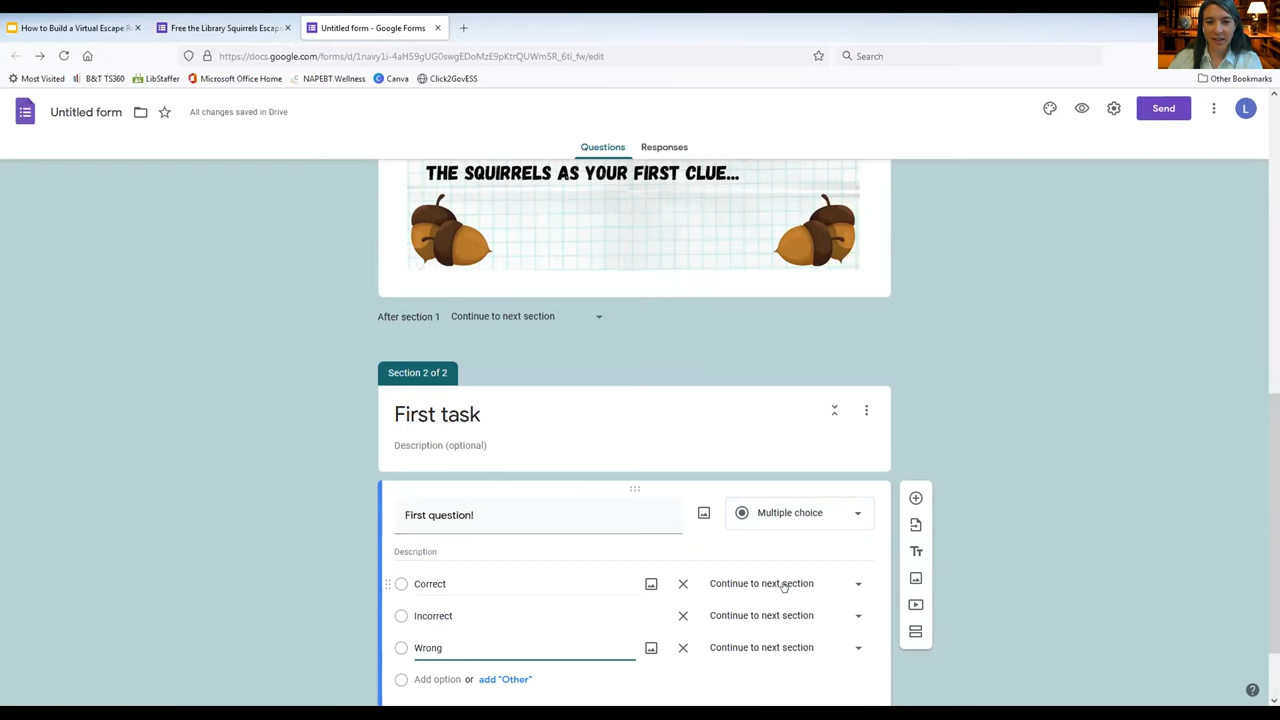 How to Build a Virtual Escape R
Free the Library Squirrels Escap
Untitled form - Google Forms
https://docs.google.com/forms/d/1navy1i-4aH59gUG0swgEDoMzE9pKtrQUWm5R_6ti_fw/edit
Search
Most Visited
B&T TS360
LibStaffer
Microsoft Office Home
NAPEBT Wellness
Canva
Click2GovESS
Other Bookmarks
Untitled form
All changes saved in Drive
Send
L
Questions
Responses
THE SQUIRRELS AS YOUR FIRST CLUE...
After section 1
Continue to next section
Section 2 of 2
First task
Description (optional)
First question!
Multiple choice
Description
Correct
Continue to next section
Incorrect
Continue to next section
Wrong
Continue to next section
Add option or add "Other"